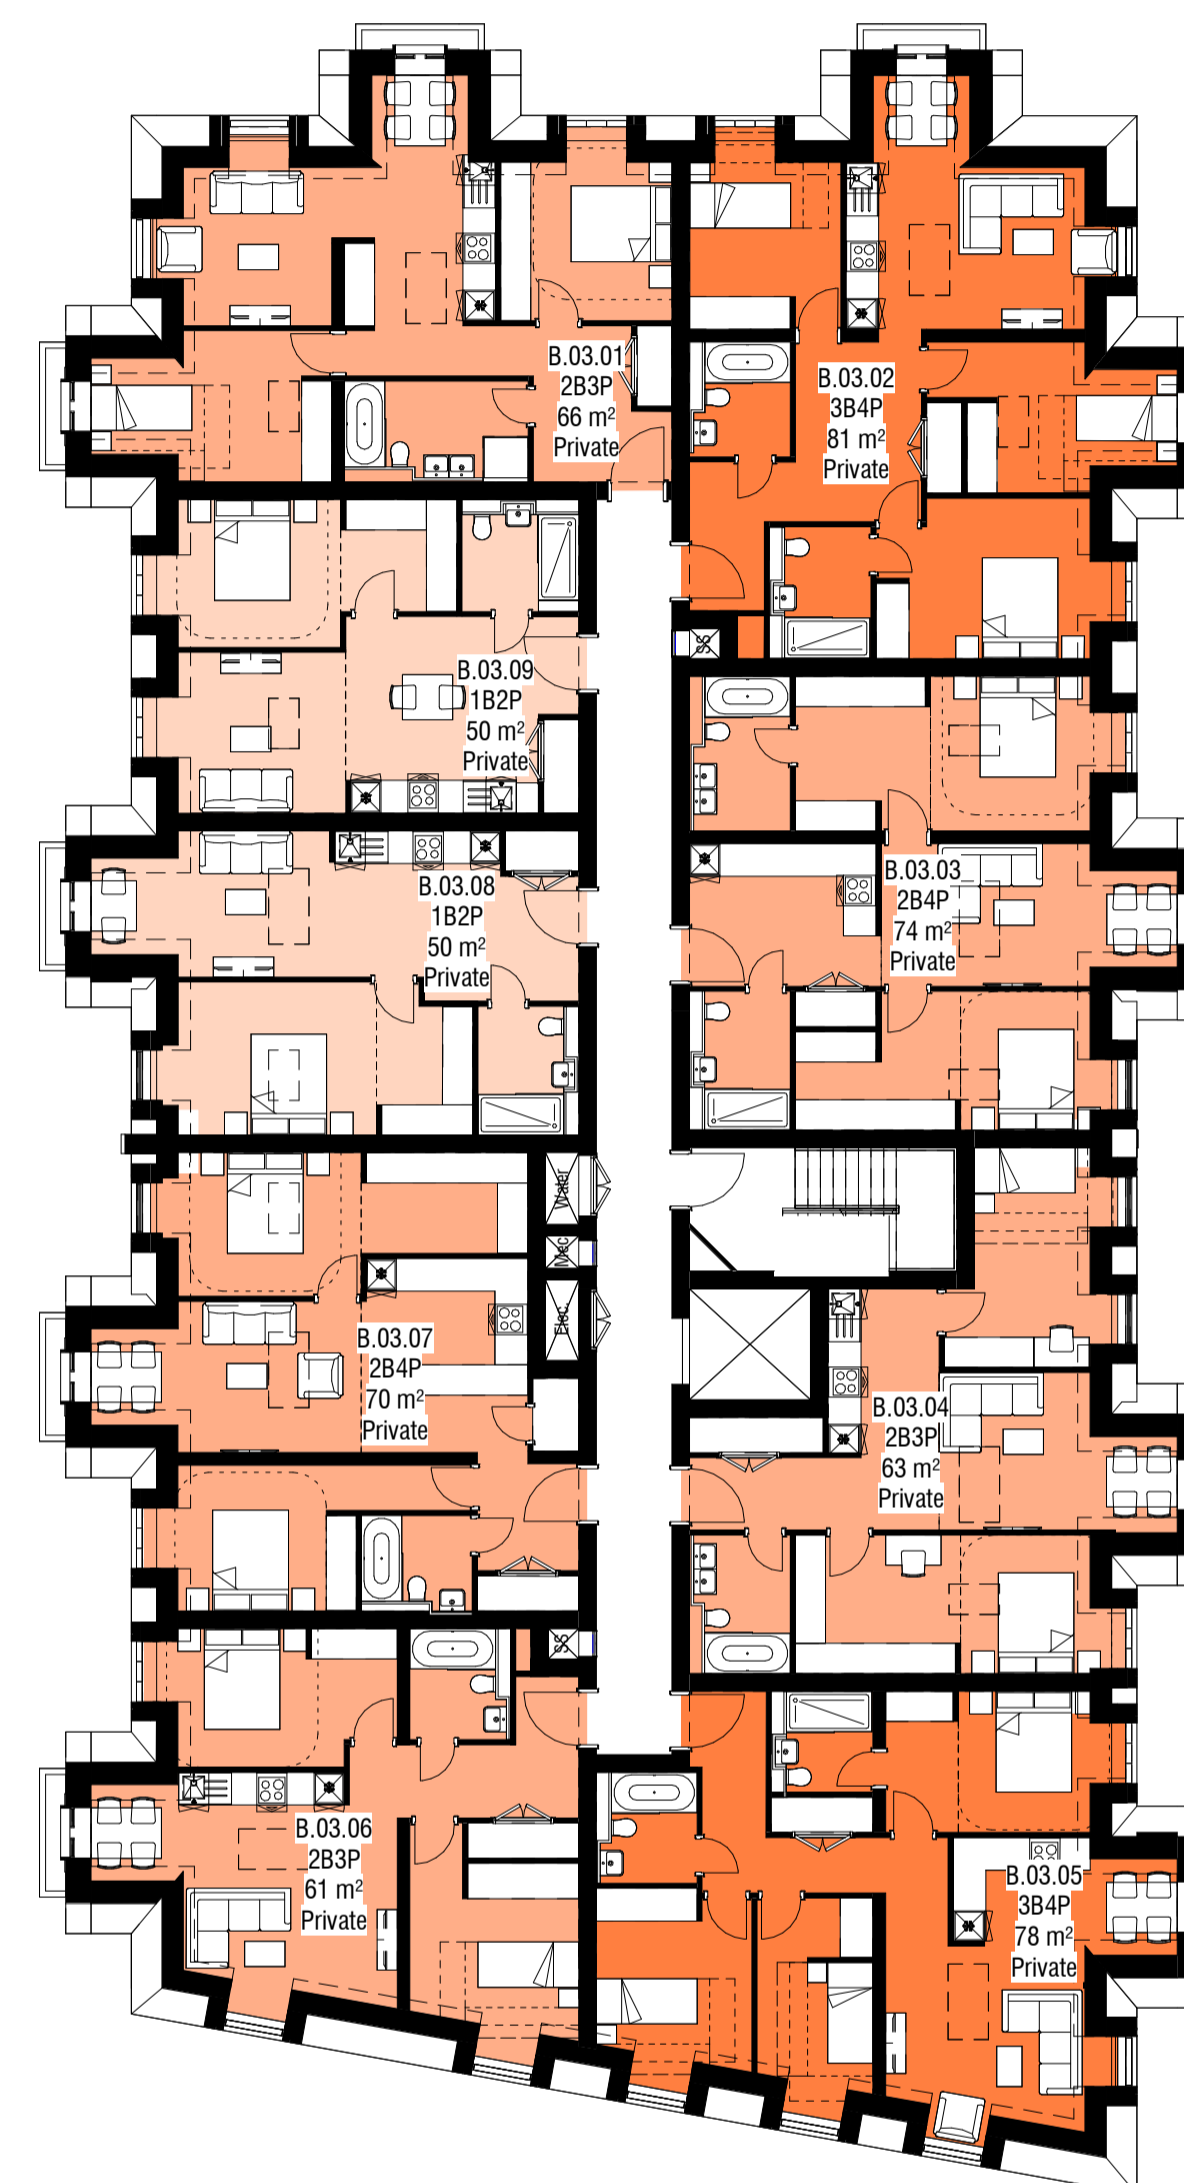 B.03.01
2B3P
66 m²
Private
B.03.02
3B4P
81 m²
Private
SS
B.03.09
1B2P
50 m²
Private
B.03.08
1B2P
50 m²
Private
B.03.03
2B4P
74 m²
Private
Water
Mec
Elec.
B.03.07
2B4P
70 m²
Private
B.03.04
2B3P
63 m²
Private
SS
B.03.06
2B3P
61 m²
Private
B.03.05
3B4P
78 m²
Private